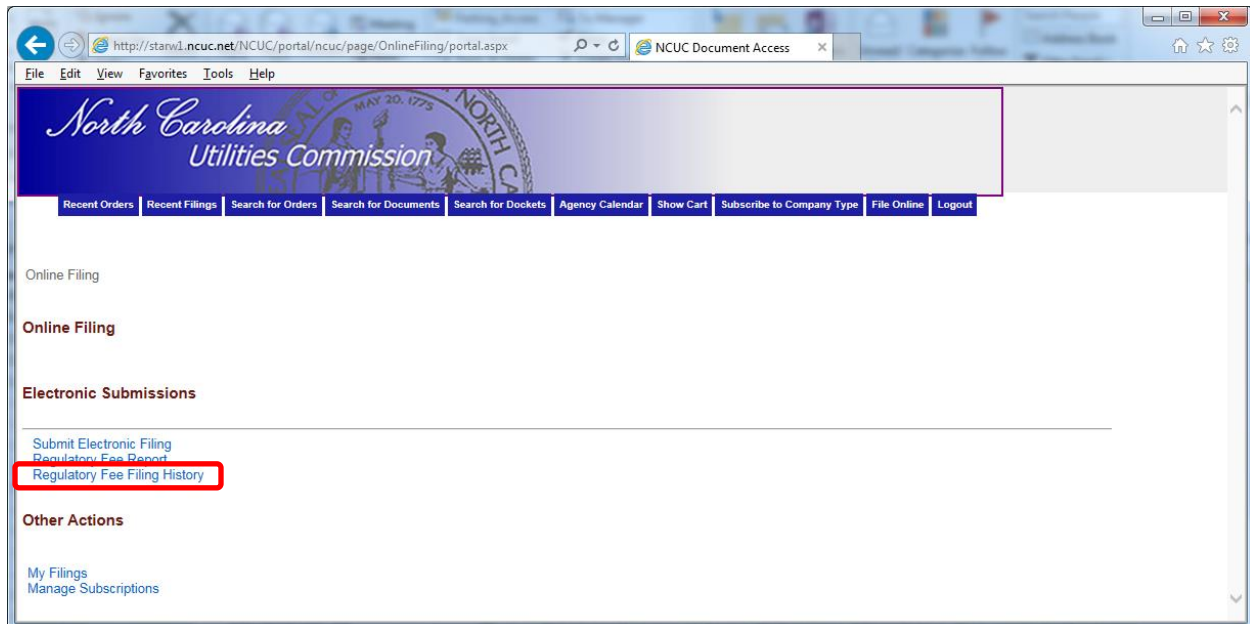 http://starw1.ncuc.net/NCUC/portal/ncuc/page/OnlineFiling/portal.aspx
NCUC Document Access
File Edit View Favorites Tools Help
MAY 20, 1775
North Carolina
Utilities Commission
Recent Orders Recent Filings Search for Orders Search for Documents Search for Dockets Agency Calendar Show Cart Subscribe to Company Type File Online Logout
Online Filing
Online Filing
Electronic Submissions
Submit Electronic Filing
Regulatory Fee Report
Regulatory Fee Filing History
Other Actions
My Filings
Manage Subscriptions